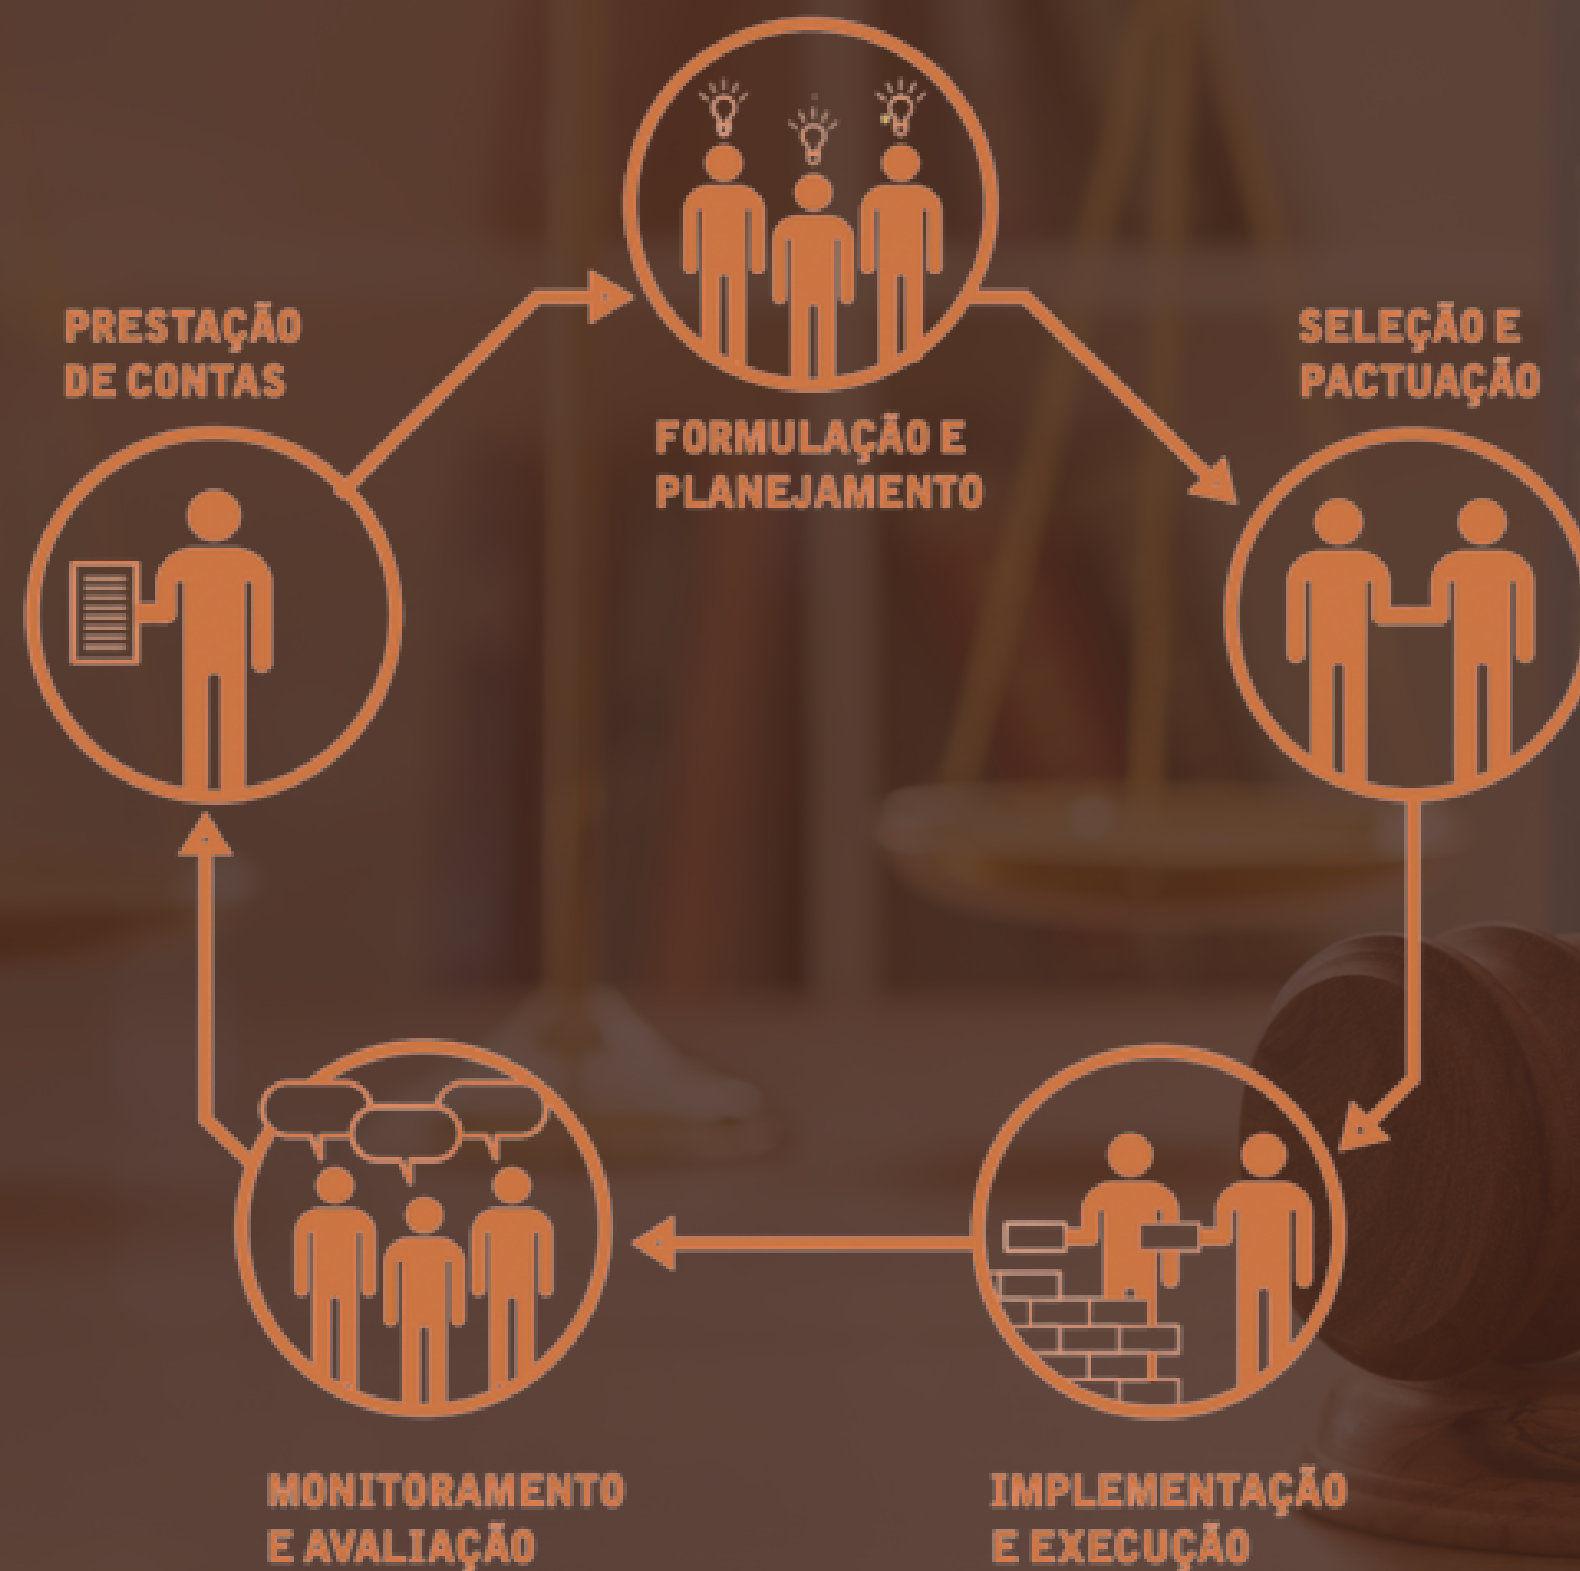 PRESTAÇÃO
DE CONTAS
FORMULAÇÃO E
PLANEJAMENTO
SELEÇÃO E
PACTUAÇÃO
MONITORAMENTO
E AVALIAÇÃO
IMPLEMENTAÇÃO
E EXECUÇÃO